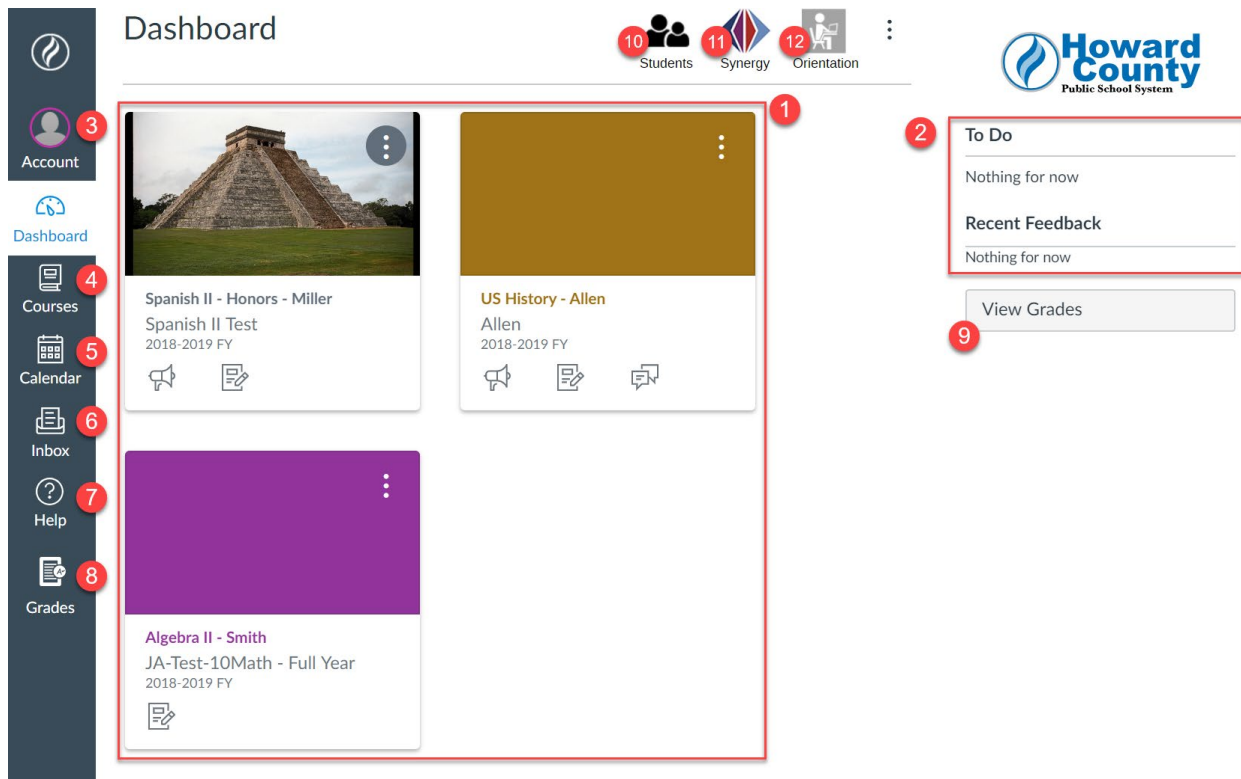 Dashboard
10
11
12
Students
Synergy
Orientation
Howard
County
Public School System
1
2
3
Account
Dashboard
4
Courses
5
Calendar
6
Inbox
7
Help
8
Grades
Spanish II - Honors - Miller
Spanish II Test
2018-2019 FY
US History - Allen
Allen
2018-2019 FY
Algebra II - Smith
JA-Test-10Math - Full Year
2018-2019 FY
To Do
Nothing for now
Recent Feedback
Nothing for now
View Grades
9